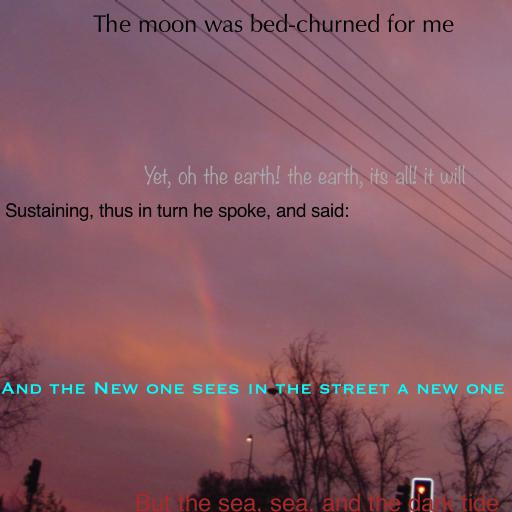 The moon was bed-churned for me
Yet, oh the earth! the earth, its all! it will
Sustaining, thus in turn he spoke, and said:
And the New one sees in the street a new one
But the sea, sea, and the dark tide